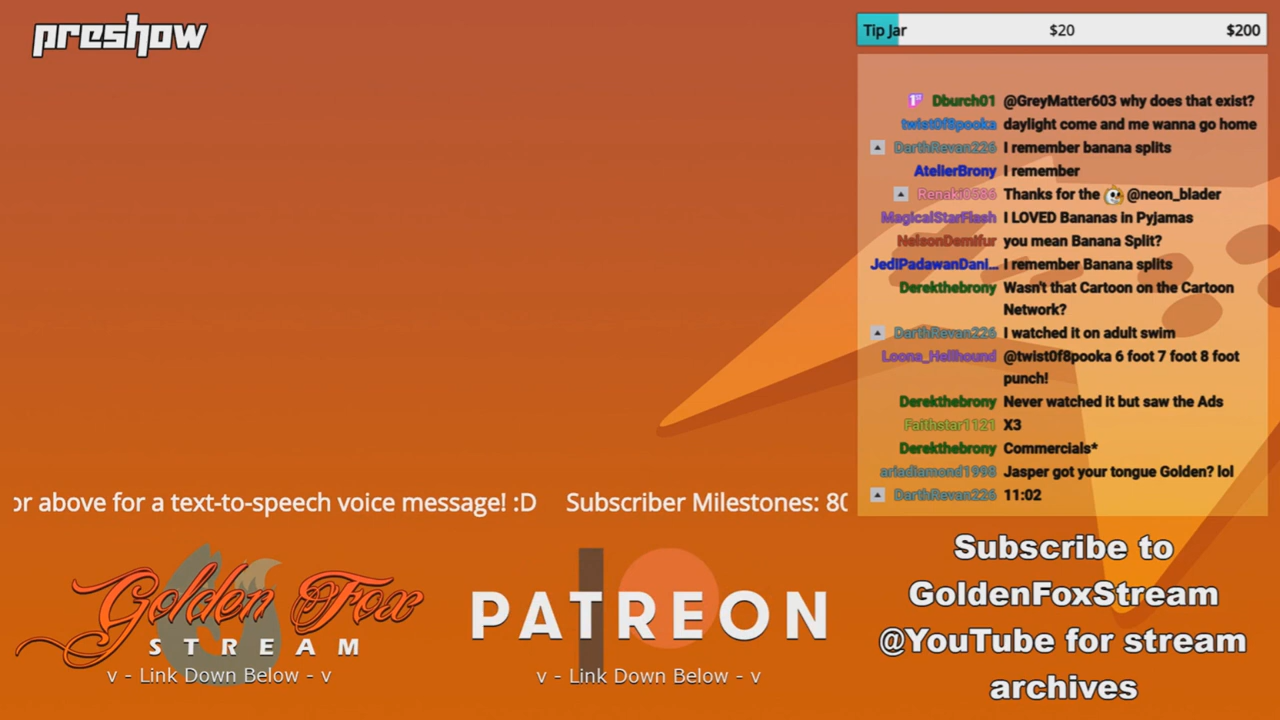 preshow
Tip Jar $20 $200
Dburch01 @GreyMatter603 why does that exist?
twist0f8pooka daylight come and me wanna go home
DarthRevan226 I remember banana splits
AtelierBrony I remember
Renaki0586 Thanks for the @neon_blader
MagicalStarFlash I LOVED Bananas in Pyjamas
NelsonDemifur you mean Banana Split?
JediPadawanDani... I remember Banana splits
Derekthebrony Wasn't that Cartoon on the Cartoon
Network?
DarthRevan226 I watched it on adult swim
Loona_Hellhound @twist0f8pooka 6 foot 7 foot 8 foot
punch!
Derekthebrony Never watched it but saw the Ads
Faithstar1121 X3
Derekthebrony Commercials*
ariadiamond1998 Jasper got your tongue Golden? lol
DarthRevan226 11:02
or above for a text-to-speech voice message! :D Subscriber Milestones: 80
Golden Fox
STREAM
v - Link Down Below - v
PATREON
v - Link Down Below - v
Subscribe to
GoldenFoxStream
@YouTube for stream
archives